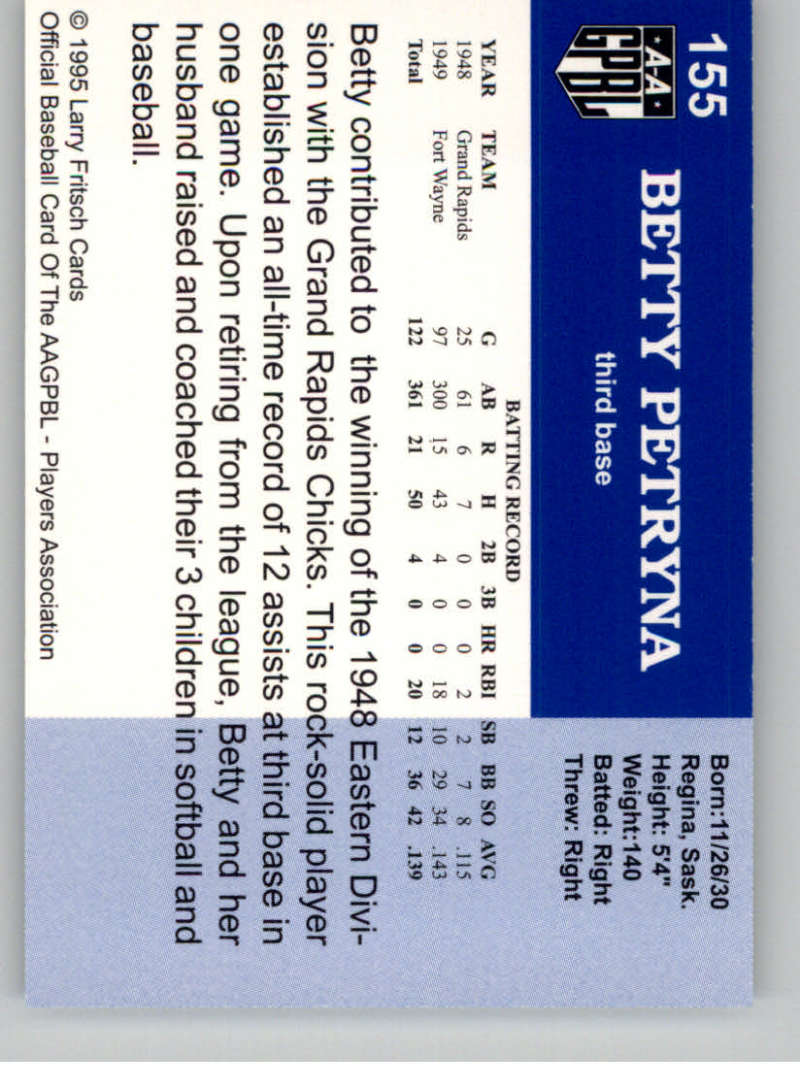 155
AA
GPBL
BETTY PETRYNA
third base
Born:11/26/30
Regina, Sask.
Height: 5'4"
Weight:140
Batted: Right
Threw: Right
BATTING RECORD
YEAR TEAM G AB R H 2B 3B HR RBI SB BB SO AVG
1948 Grand Rapids 25 61 6 7 0 0 0 2 2 7 8 .115
1949 Fort Wayne 97 300 15 43 4 0 0 18 10 29 34 .143
Total 122 361 21 50 4 0 0 20 12 36 42 .139
Betty contributed to the winning of the 1948 Eastern Divi-
sion with the Grand Rapids Chicks. This rock-solid player
established an all-time record of 12 assists at third base in
one game. Upon retiring from the league, Betty and her
husband raised and coached their 3 children in softball and
baseball.
© 1995 Larry Fritsch Cards
Official Baseball Card Of The AAGPBL - Players Association